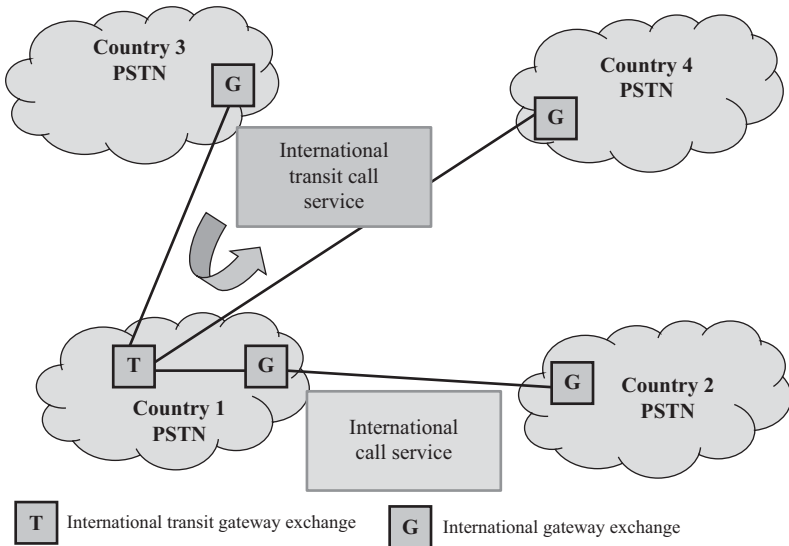 Country 3
PSTN
G
Country 4
PSTN
G
International
transit call
service
T
G
Country 1
PSTN
G
Country 2
PSTN
International
call service
T International transit gateway exchange
G International gateway exchange